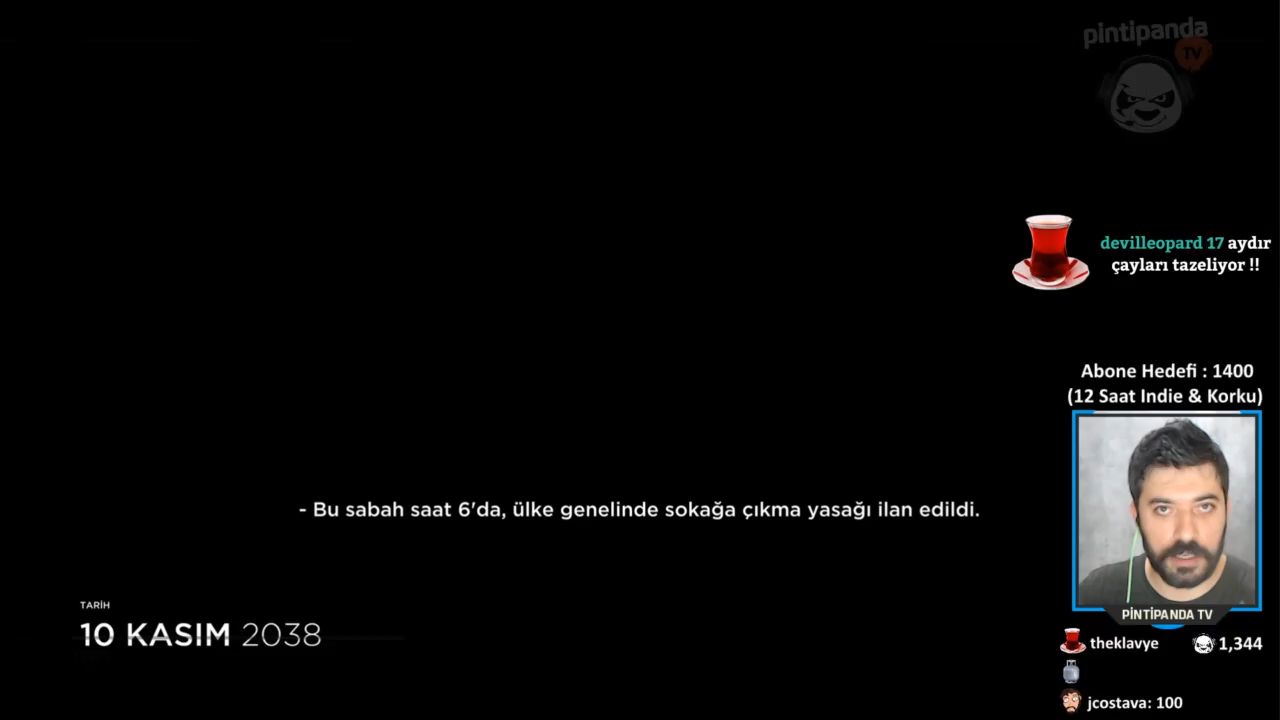 pintipanda
TV
devilleopard 17 aydır
çayları tazeliyor !!
Abone Hedefi : 1400
(12 Saat Indie & Korku)
- Bu sabah saat 6'da, ülke genelinde sokağa çıkma yasağı ilan edildi.
TARİH
10 KASIM 2038
PİNTİPANDA TV
theklavye 1,344
jcostava: 100